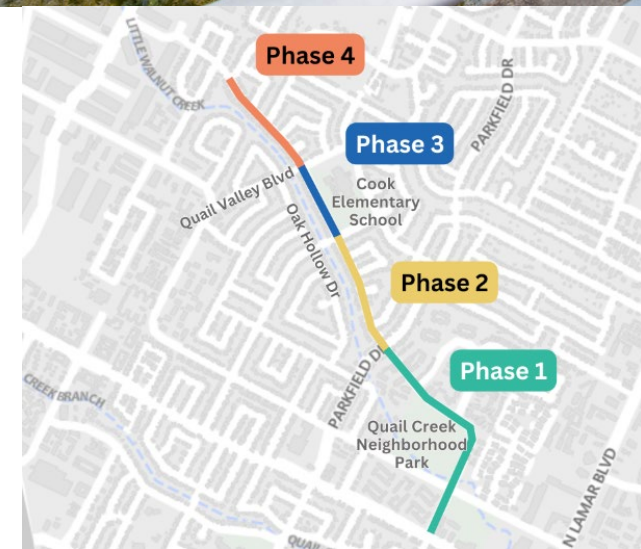 Phase 4
LITTLE WALNUT CREEK
PARKFIELD DR
Phase 3
Quail Valley Blvd
Cook
Elementary
School
Oak Hollow Dr
Phase 2
PARKFIELD
Phase 1
CREEK BRANCH
Quail Creek
Neighborhood
Park
N LAMAR BLVD